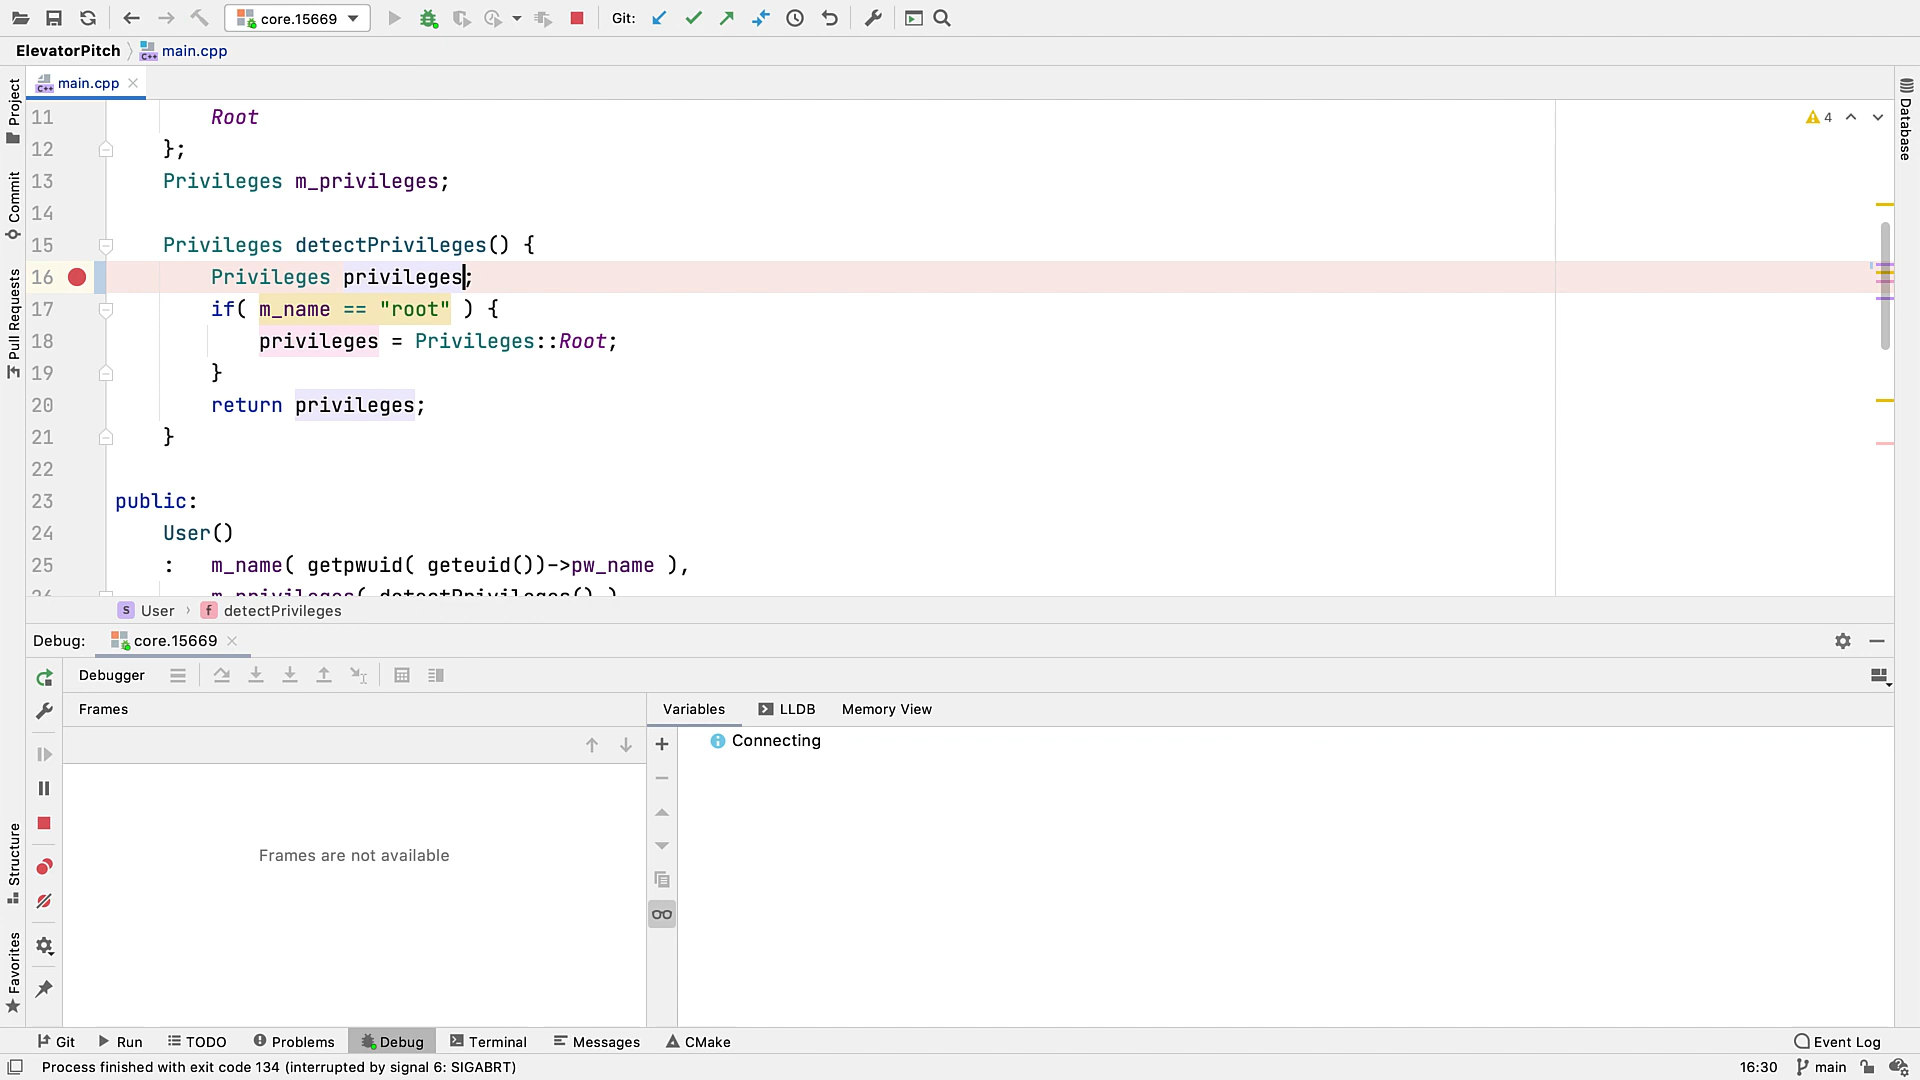 core.15669
Git:
ElevatorPitch
main.cpp
main.cpp
4
11 Root
12 };
13 Privileges m_privileges;
14
15 Privileges detectPrivileges() {
16 Privileges privileges;
17 if( m_name == "root" ) {
18 privileges = Privileges::Root;
19 }
20 return privileges;
21 }
22
23 public:
24 User()
25 : m_name( getpwuid( geteuid())->pw_name ),
26 m_privileges( detectPrivileges() )
S User f detectPrivileges
Project
Commit
Pull Requests
Structure
Favorites
Database
Debug: core.15669
Debugger
Frames
Variables LLDB Memory View
Connecting
Frames are not available
Git Run TODO Problems Debug Terminal Messages CMake Event Log
Process finished with exit code 134 (interrupted by signal 6: SIGABRT) 16:30 main